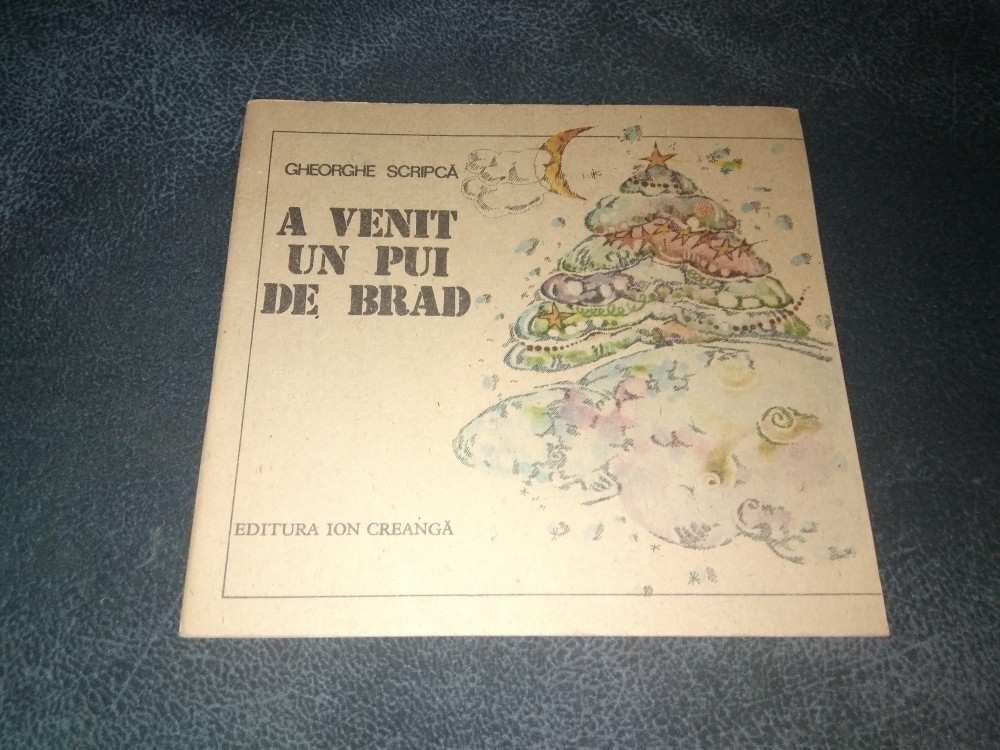 GHEORGHE SCRIPCĂ
A VENIT
UN PUI
DE BRAD
EDITURA ION CREANGĂ